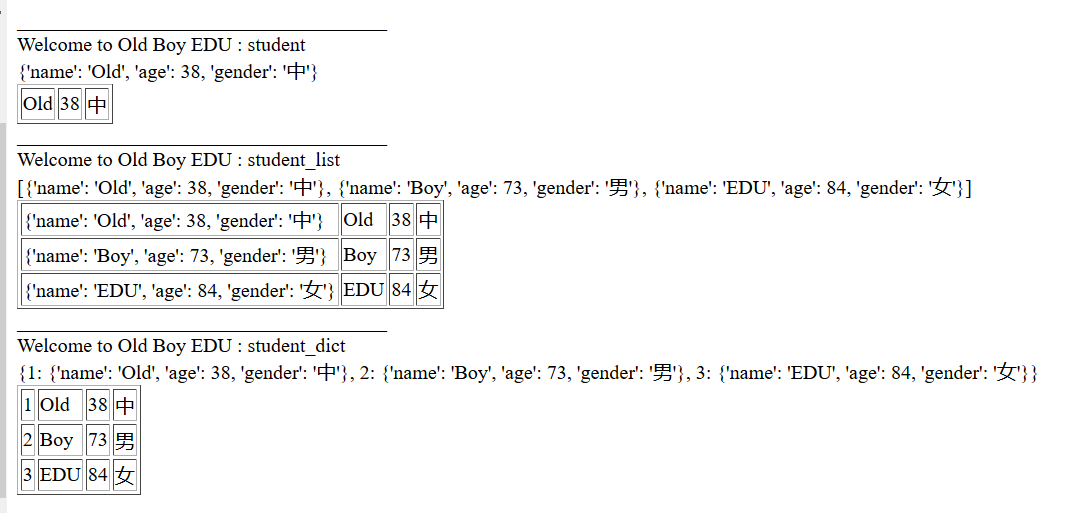 Welcome to Old Boy EDU : student
{'name': 'Old', 'age': 38, 'gender': '中'}
Old 38 中
Welcome to Old Boy EDU : student_list
[{'name': 'Old', 'age': 38, 'gender': '中'}, {'name': 'Boy', 'age': 73, 'gender': '男'}, {'name': 'EDU', 'age': 84, 'gender': '女'}]
{'name': 'Old', 'age': 38, 'gender': '中'} Old 38 中
{'name': 'Boy', 'age': 73, 'gender': '男'} Boy 73 男
{'name': 'EDU', 'age': 84, 'gender': '女'} EDU 84 女
Welcome to Old Boy EDU : student_dict
{1: {'name': 'Old', 'age': 38, 'gender': '中'}, 2: {'name': 'Boy', 'age': 73, 'gender': '男'}, 3: {'name': 'EDU', 'age': 84, 'gender': '女'}}
1 Old 38 中
2 Boy 73 男
3 EDU 84 女